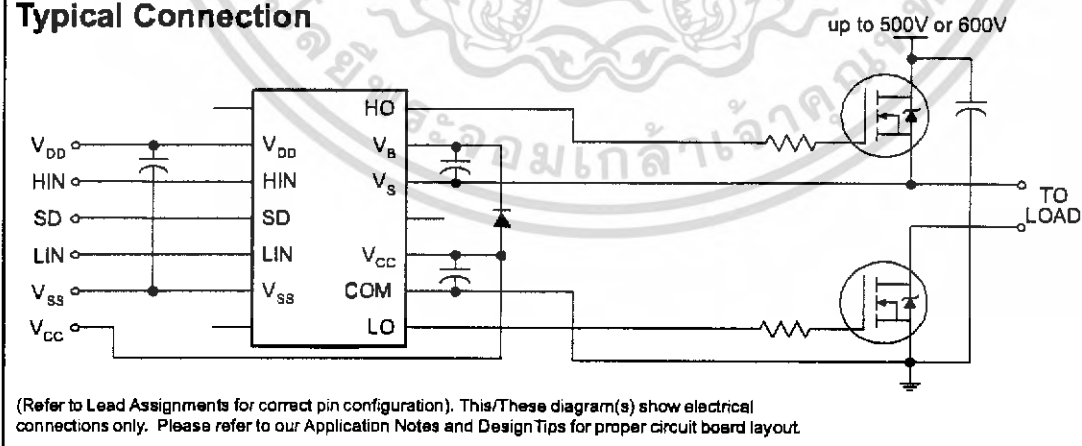 Typical Connection
up to 500V or 600V
HO
V_DD
V_DD
V_B
HIN
HIN
V_S
SD
SD
TO
LOAD
LIN
LIN
V_CC
V_SS
V_SS
COM
V_CC
LO
(Refer to Lead Assignments for correct pin configuration). This/These diagram(s) show electrical
connections only. Please refer to our Application Notes and DesignTips for proper circuit board layout.